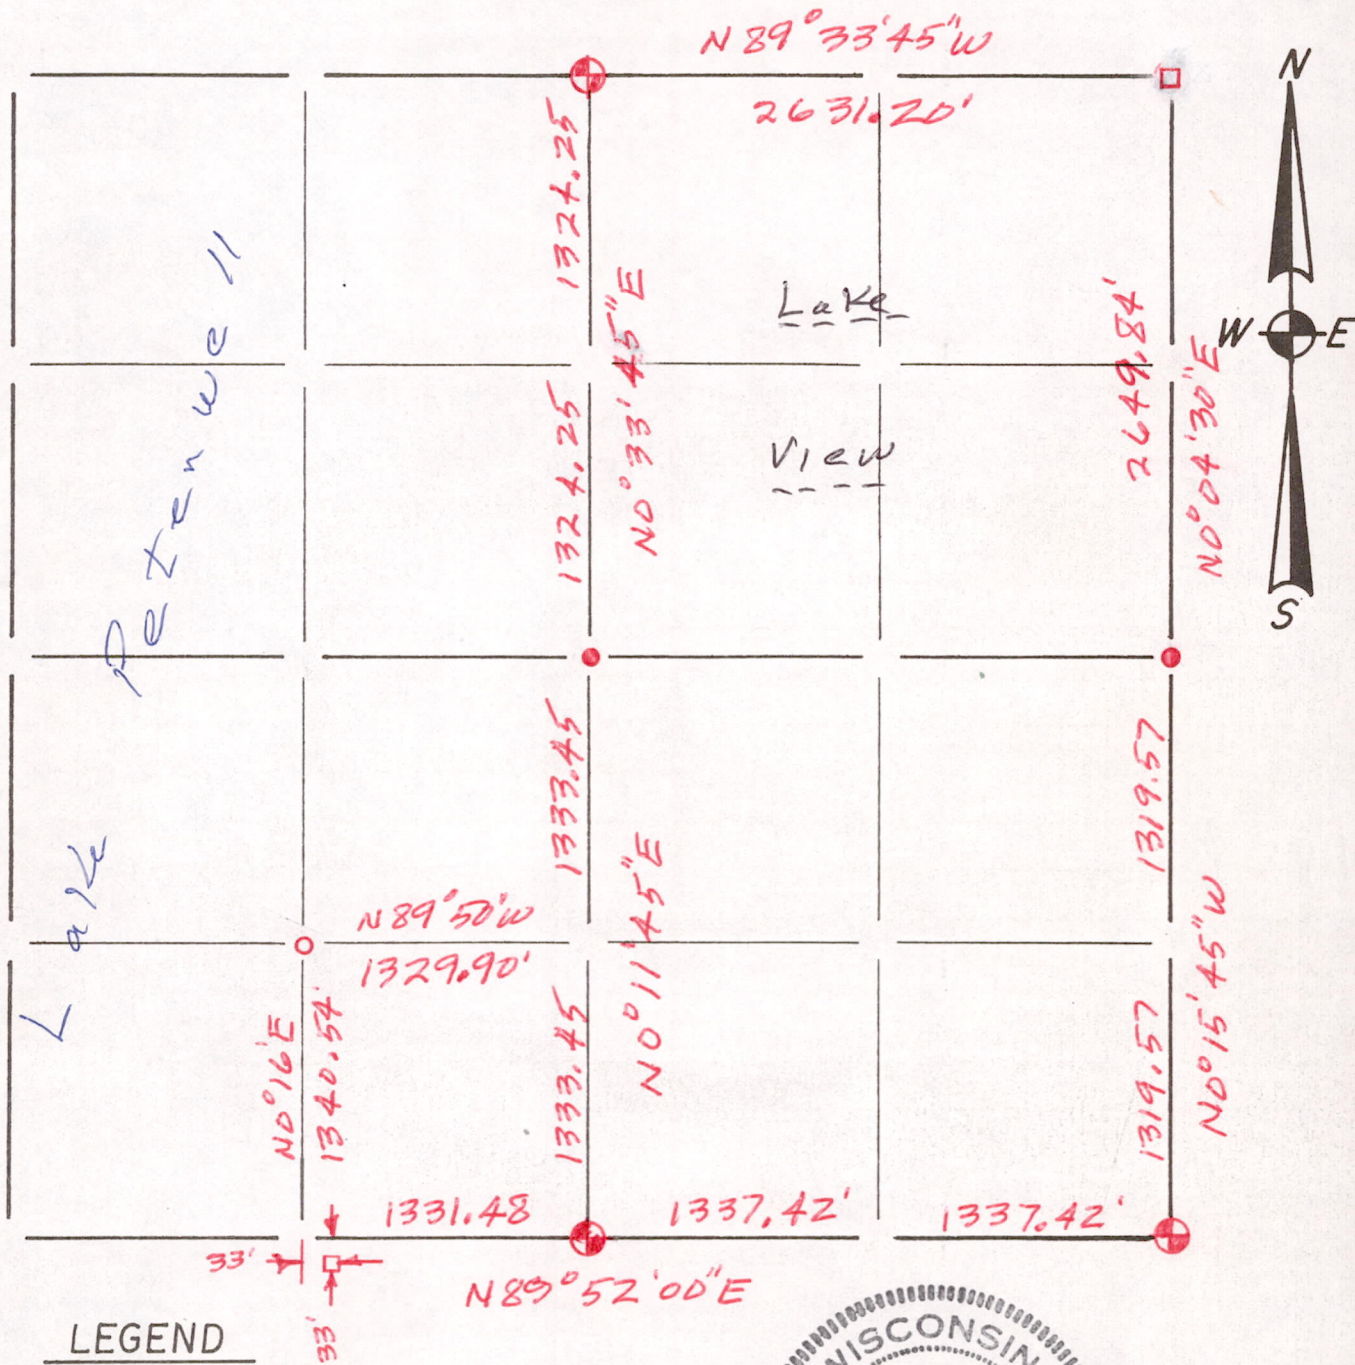 N 89° 33' 45" W
2631.20'
N
W E
S
1324.25
N0° 33' 45" E
1324.25
Lake
View
2649.84'
N0° 04' 30" E
Lake Petenwell
1333.45
1319.57
N 89° 50' W
1329.90'
N0° 11' 45" E
N0° 15' 45" W
N0° 16' E
1340.54'
1333.45
1319.57
1331.48
1337.42'
1337.42'
33'
33'
N 89° 52' 00" E
LEGEND
WISCONSIN